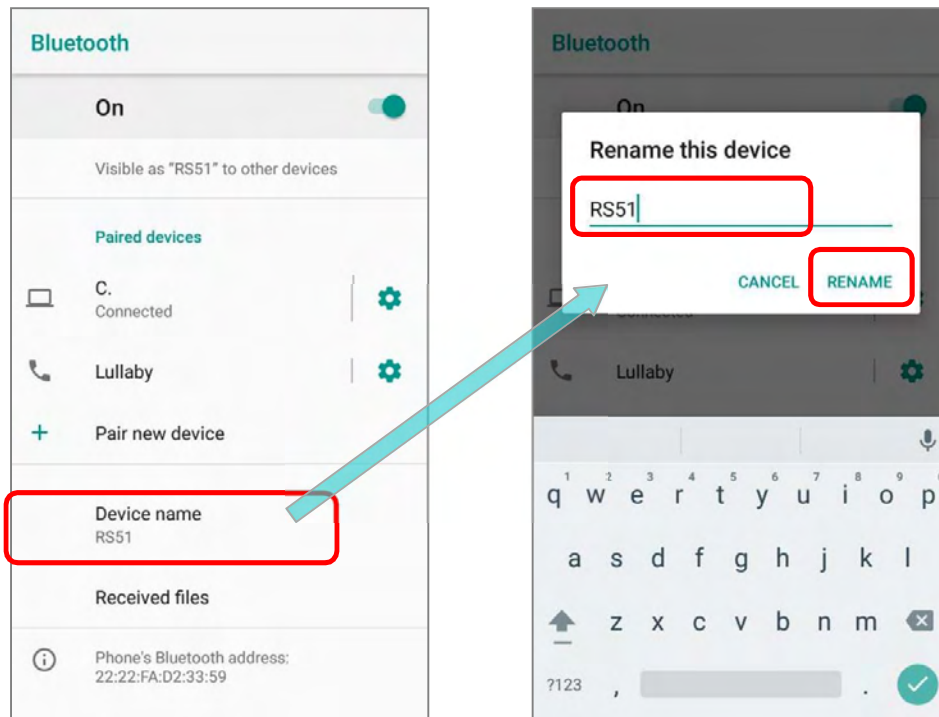 Bluetooth
On
Visible as "RS51" to other devices
Paired devices
C.
Connected
Lullaby
+ Pair new device
Device name
RS51
Received files
Phone's Bluetooth address:
22:22:FA:D2:33:59
Bluetooth
On
Rename this device
RS51
CANCEL RENAME
Connected
Lullaby
1 2 3 4 5 6 7 8 9
q w e r t y u i o p
a s d f g h j k l
z x c v b n m
?123 , .